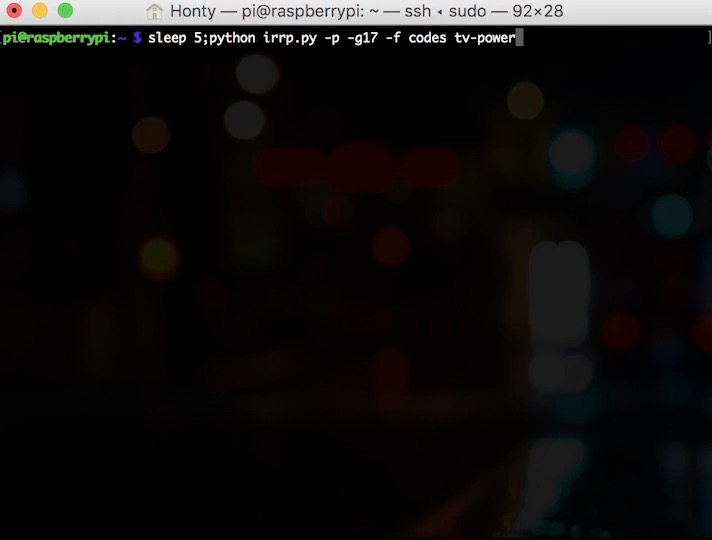 Honty — pi@raspberrypi: ~ — ssh ◂ sudo — 92×28
[pi@raspberrypi:~ $ sleep 5;python irrp.py -p -g17 -f codes tv-power ]